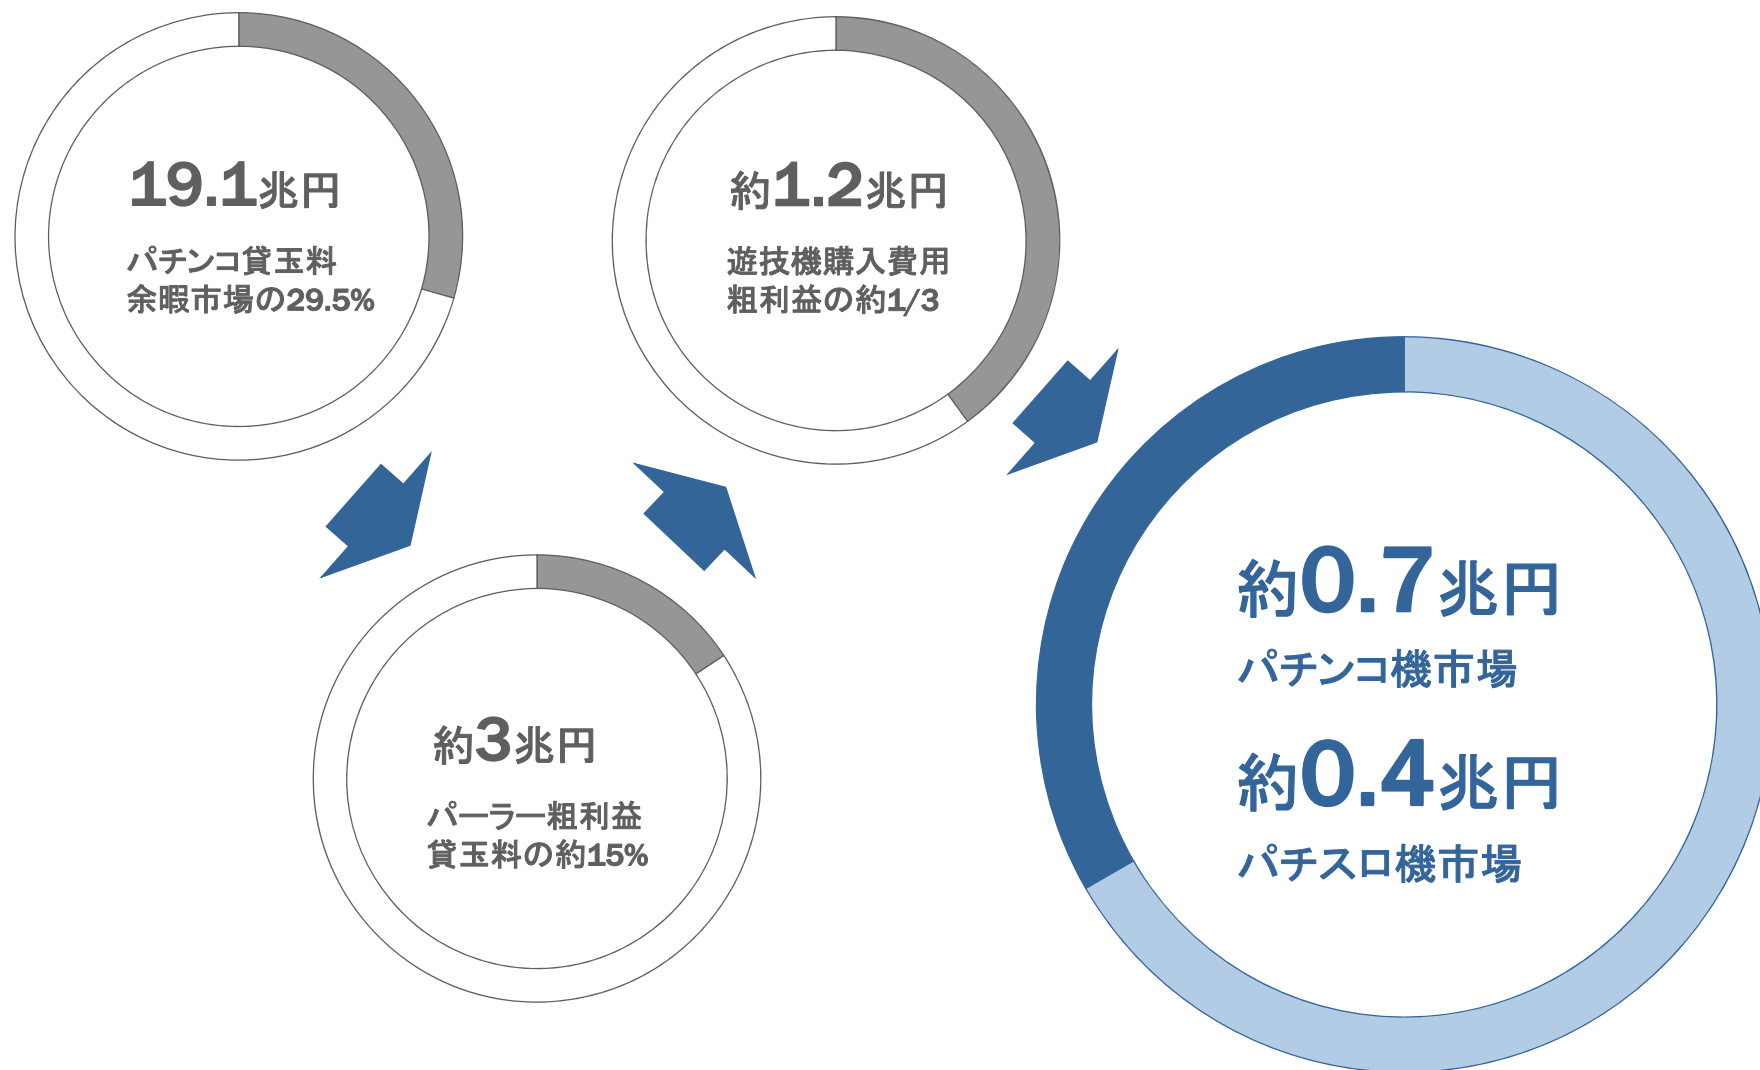 19.1兆円
パチンコ貸玉料
余暇市場の29.5%
約3兆円
パーラー粗利益
貸玉料の約15%
約1.2兆円
遊技機購入費用
粗利益の約1/3
約0.7兆円
パチンコ機市場
約0.4兆円
パチスロ機市場